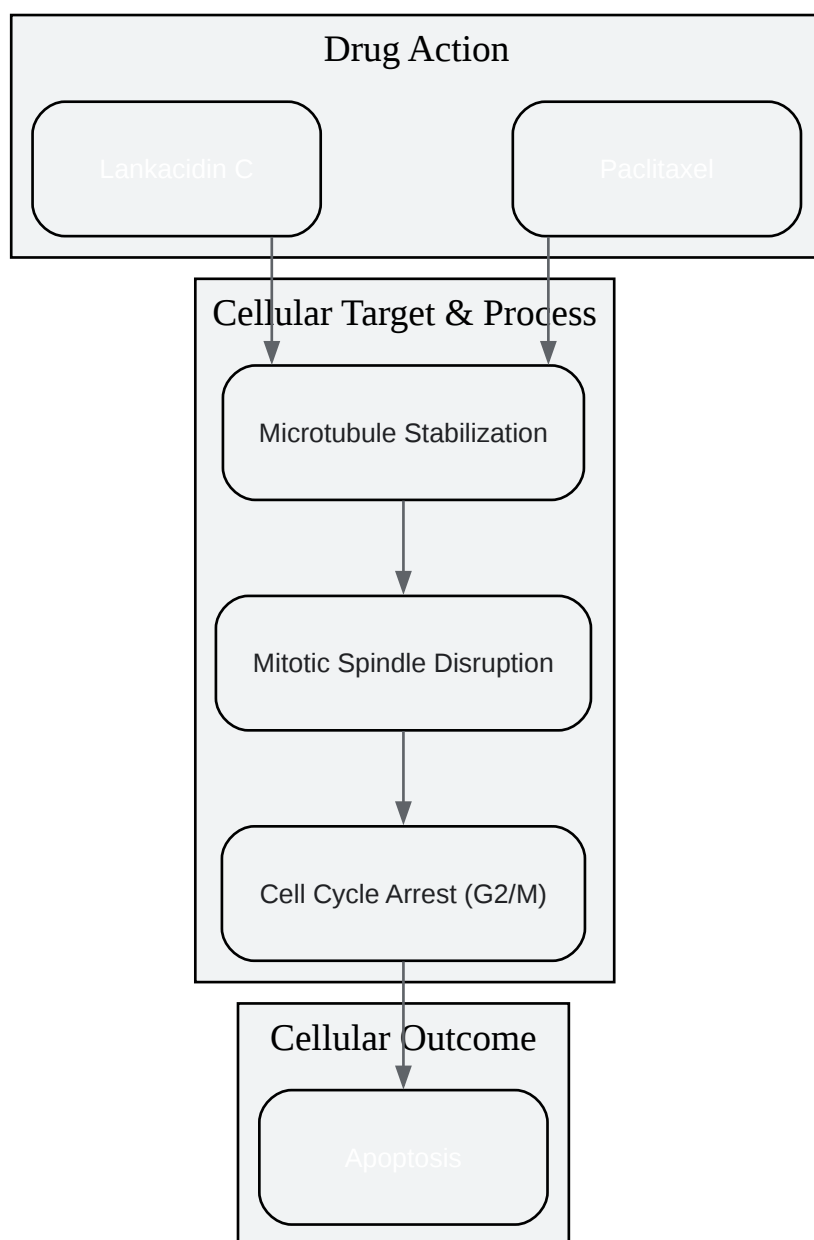 Drug Action
Lankacidin C
Paclitaxel
Cellular Target & Process
Microtubule Stabilization
Mitotic Spindle Disruption
Cell Cycle Arrest (G2/M)
Cellular Outcome
Apoptosis